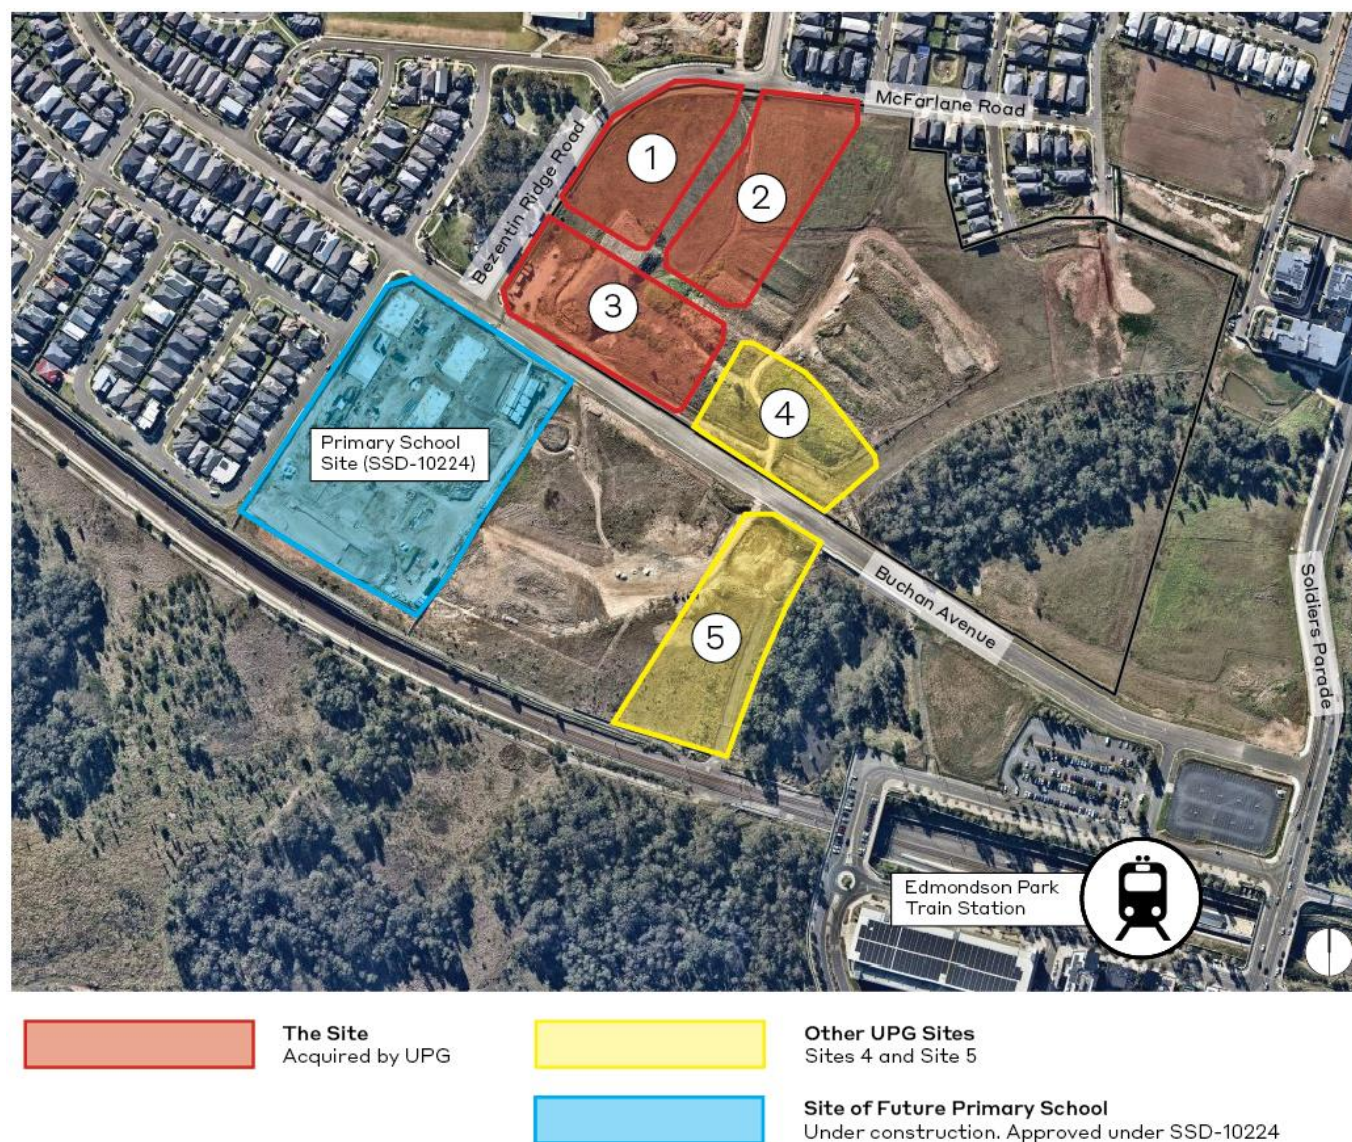 McFarlane Road
Bezentin Ridge Road
1
2
3
4
5
Primary School
Site (SSD-10224)
Buchan Avenue
Soldiers Parade
Edmondson Park
Train Station
The Site
Acquired by UPG
Other UPG Sites
Sites 4 and Site 5
Site of Future Primary School
Under construction. Approved under SSD-10224